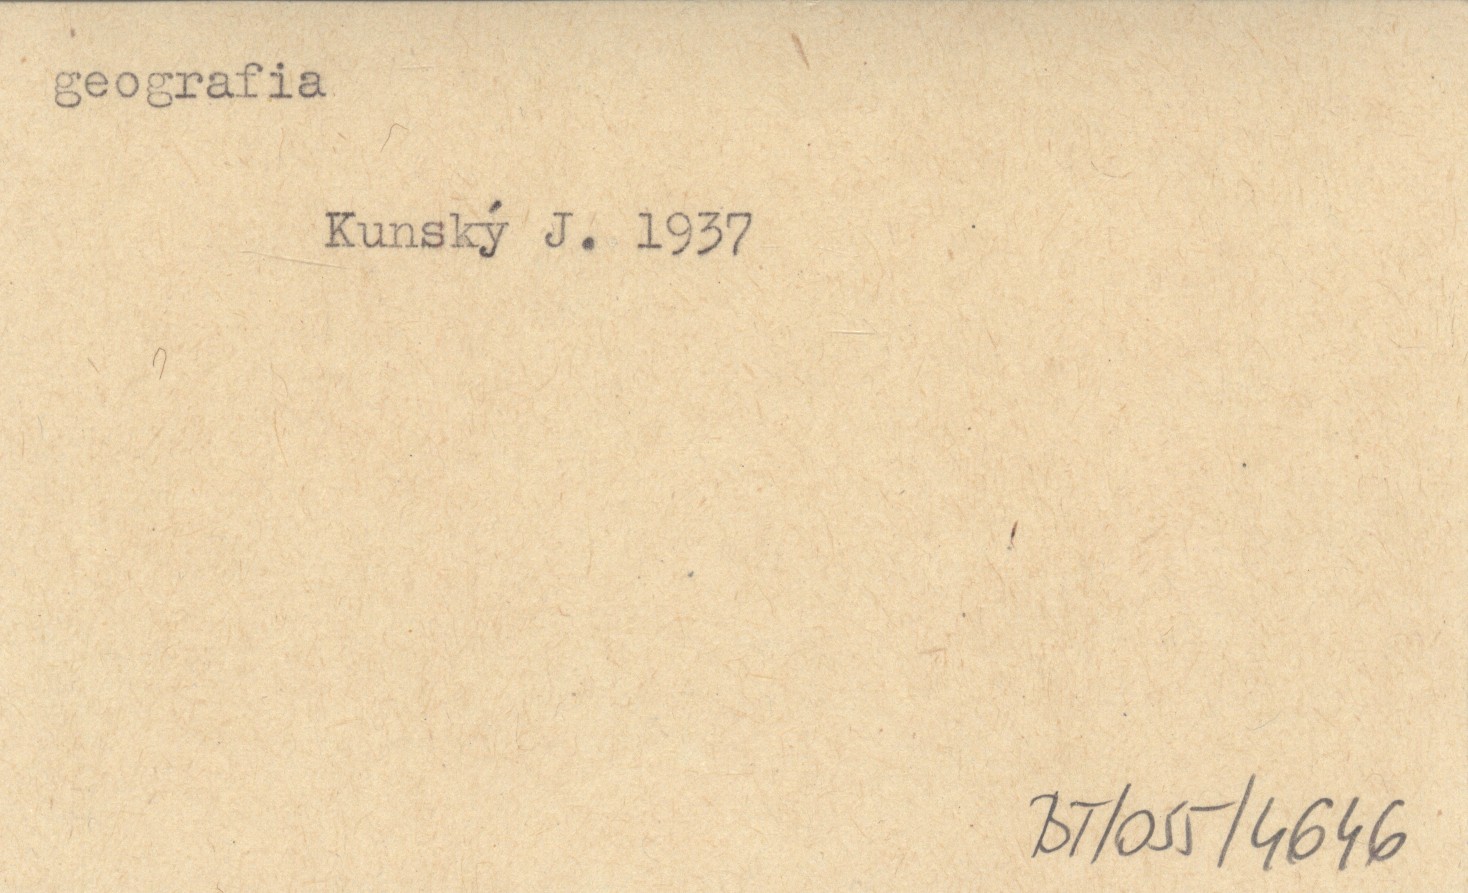 geografia
Kunský J. 1937
BT/055/4646